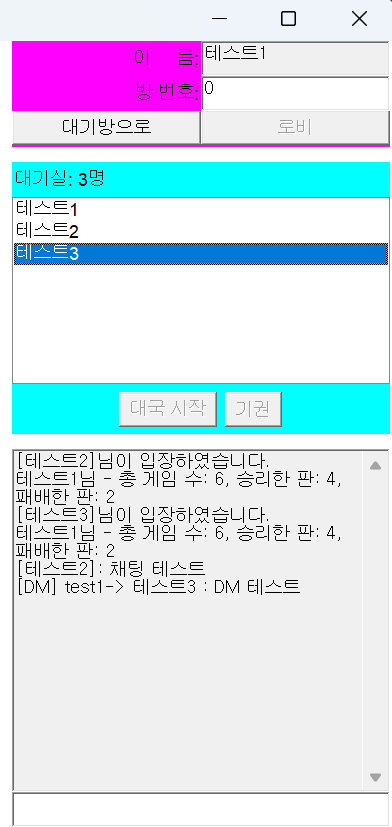 이 름: 테스트1
방 번호: 0
대기방으로 로비
대기실: 3명
테스트1
테스트2
테스트3
대국 시작 기권
[테스트2]님이 입장하였습니다.
테스트1님 - 총 게임 수: 6, 승리한 판: 4,
패배한 판: 2
[테스트3]님이 입장하였습니다.
테스트1님 - 총 게임 수: 6, 승리한 판: 4,
패배한 판: 2
[테스트2]: 채팅 테스트
[DM] test1-> 테스트3 : DM 테스트